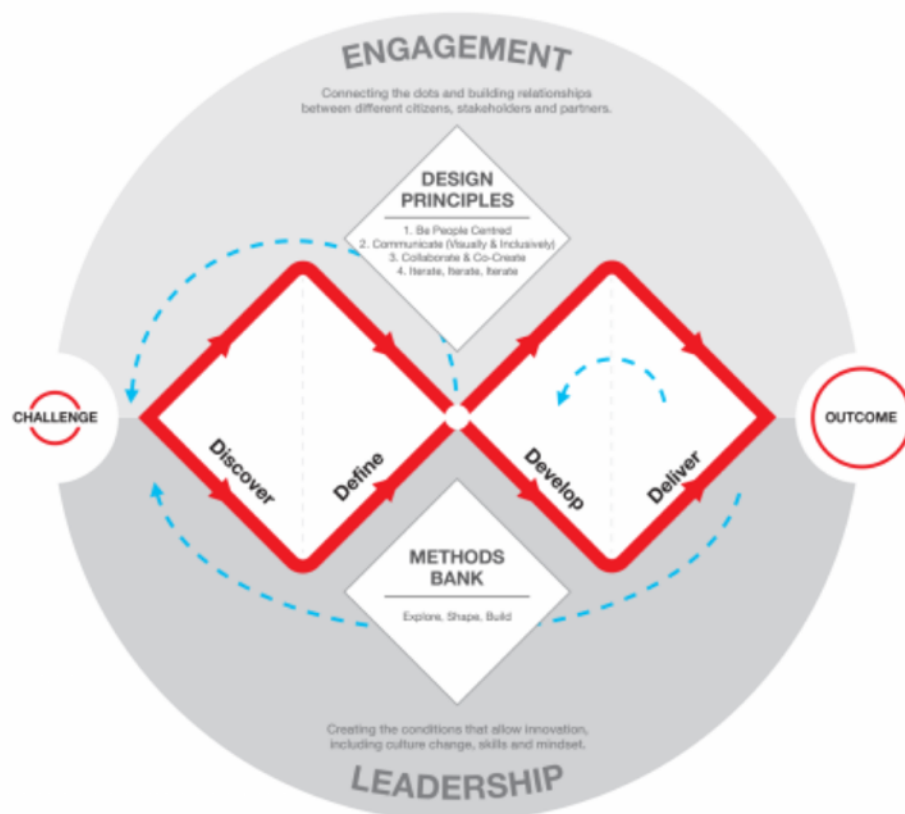 ENGAGEMENT
Connecting the dots and building relationships
between different citizens, stakeholders and partners.
DESIGN
PRINCIPLES
1. Be People Centred
2. Communicate (Visually & Inclusively)
3. Collaborate & Co-Create
4. Iterate, Iterate, Iterate
CHALLENGE
OUTCOME
Discover
Define
Develop
Deliver
METHODS
BANK
Explore, Shape, Build
Creating the conditions that allow innovation,
including culture change, skills and mindset.
LEADERSHIP